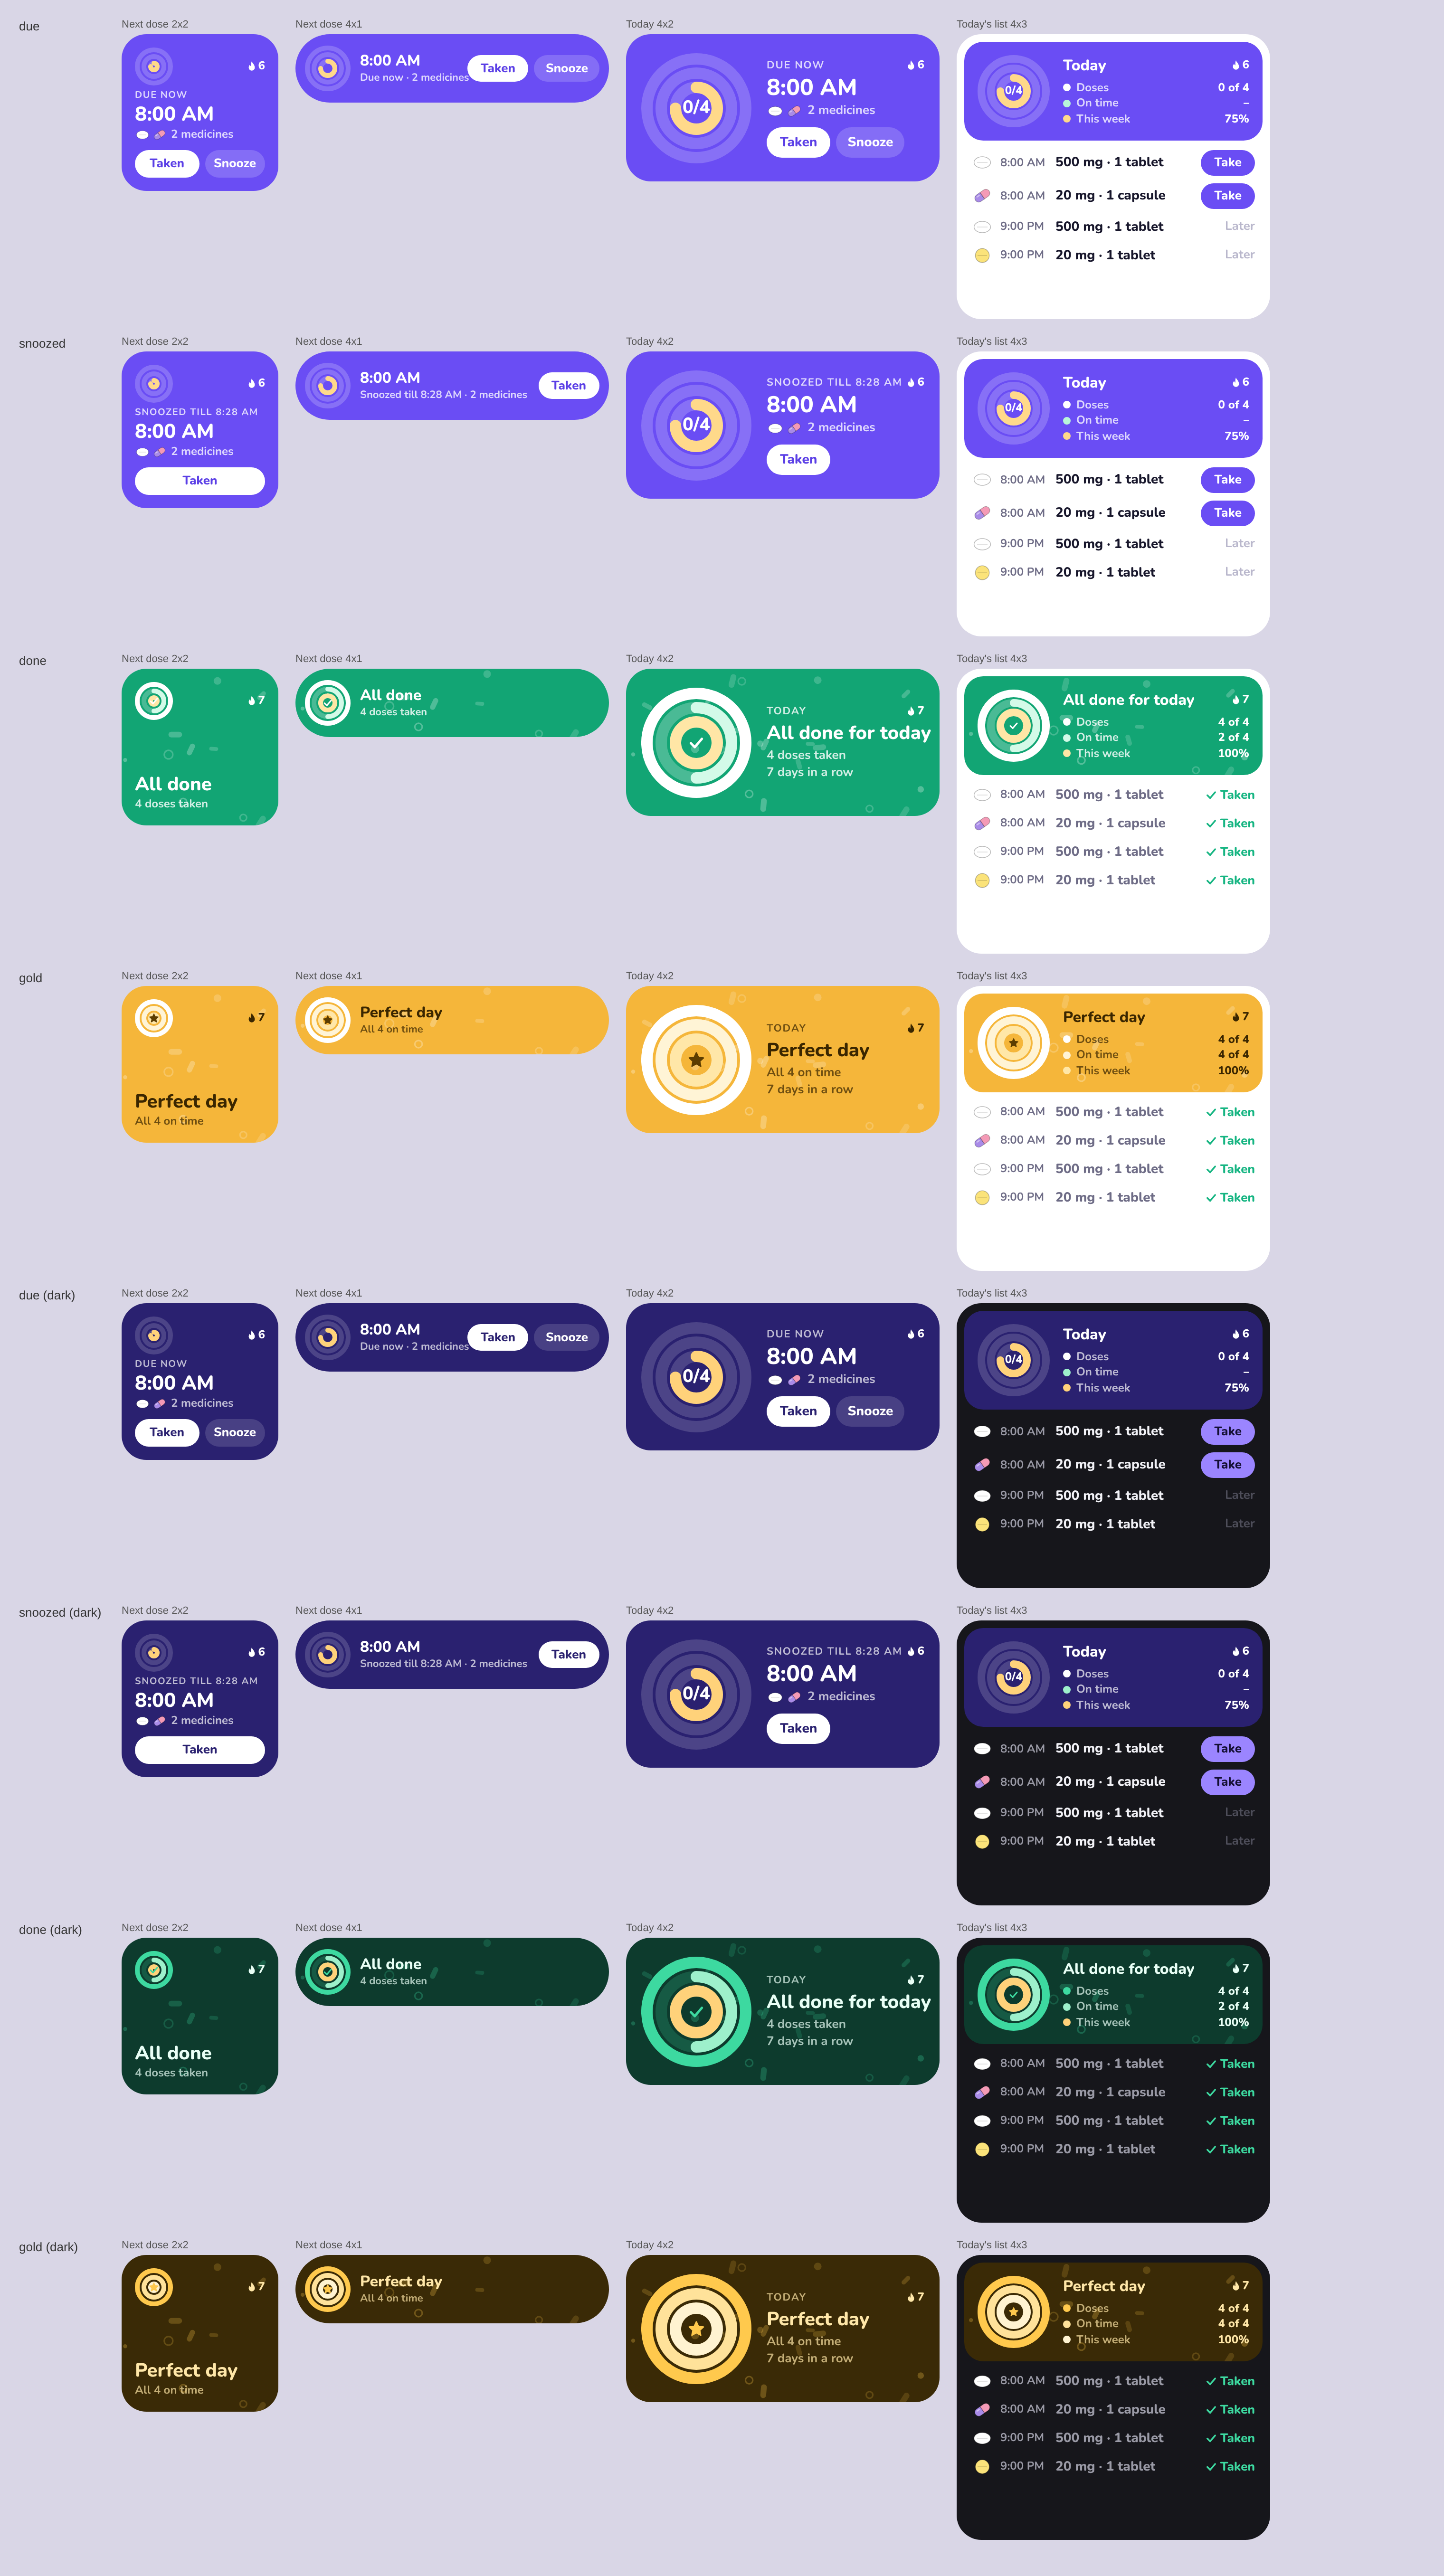 due
Next dose 2x2
6
DUE NOW
8:00 AM
2 medicines
Taken
Snooze
Next dose 4x1
8:00 AM
Due now · 2 medicines
Taken
Snooze
Today 4x2
0/4
DUE NOW
6
8:00 AM
2 medicines
Taken
Snooze
Today's list 4x3
0/4
Today
6
Doses 0 of 4
On time –
This week 75%
8:00 AM 500 mg · 1 tablet Take
8:00 AM 20 mg · 1 capsule Take
9:00 PM 500 mg · 1 tablet Later
9:00 PM 20 mg · 1 tablet Later
snoozed
Next dose 2x2
6
SNOOZED TILL 8:28 AM
8:00 AM
2 medicines
Taken
Next dose 4x1
8:00 AM
Snoozed till 8:28 AM · 2 medicines
Taken
Today 4x2
0/4
SNOOZED TILL 8:28 AM
6
8:00 AM
2 medicines
Taken
Today's list 4x3
0/4
Today
6
Doses 0 of 4
On time –
This week 75%
8:00 AM 500 mg · 1 tablet Take
8:00 AM 20 mg · 1 capsule Take
9:00 PM 500 mg · 1 tablet Later
9:00 PM 20 mg · 1 tablet Later
done
Next dose 2x2
7
All done
4 doses taken
Next dose 4x1
All done
4 doses taken
Today 4x2
TODAY
7
All done for today
4 doses taken
7 days in a row
Today's list 4x3
All done for today
7
Doses 4 of 4
On time 2 of 4
This week 100%
8:00 AM 500 mg · 1 tablet Taken
8:00 AM 20 mg · 1 capsule Taken
9:00 PM 500 mg · 1 tablet Taken
9:00 PM 20 mg · 1 tablet Taken
gold
Next dose 2x2
7
Perfect day
All 4 on time
Next dose 4x1
Perfect day
All 4 on time
Today 4x2
TODAY
7
Perfect day
All 4 on time
7 days in a row
Today's list 4x3
Perfect day
7
Doses 4 of 4
On time 4 of 4
This week 100%
8:00 AM 500 mg · 1 tablet Taken
8:00 AM 20 mg · 1 capsule Taken
9:00 PM 500 mg · 1 tablet Taken
9:00 PM 20 mg · 1 tablet Taken
due (dark)
Next dose 2x2
6
DUE NOW
8:00 AM
2 medicines
Taken
Snooze
Next dose 4x1
8:00 AM
Due now · 2 medicines
Taken
Snooze
Today 4x2
0/4
DUE NOW
6
8:00 AM
2 medicines
Taken
Snooze
Today's list 4x3
0/4
Today
6
Doses 0 of 4
On time –
This week 75%
8:00 AM 500 mg · 1 tablet Take
8:00 AM 20 mg · 1 capsule Take
9:00 PM 500 mg · 1 tablet Later
9:00 PM 20 mg · 1 tablet Later
snoozed (dark)
Next dose 2x2
6
SNOOZED TILL 8:28 AM
8:00 AM
2 medicines
Taken
Next dose 4x1
8:00 AM
Snoozed till 8:28 AM · 2 medicines
Taken
Today 4x2
0/4
SNOOZED TILL 8:28 AM
6
8:00 AM
2 medicines
Taken
Today's list 4x3
0/4
Today
6
Doses 0 of 4
On time –
This week 75%
8:00 AM 500 mg · 1 tablet Take
8:00 AM 20 mg · 1 capsule Take
9:00 PM 500 mg · 1 tablet Later
9:00 PM 20 mg · 1 tablet Later
done (dark)
Next dose 2x2
7
All done
4 doses taken
Next dose 4x1
All done
4 doses taken
Today 4x2
TODAY
7
All done for today
4 doses taken
7 days in a row
Today's list 4x3
All done for today
7
Doses 4 of 4
On time 2 of 4
This week 100%
8:00 AM 500 mg · 1 tablet Taken
8:00 AM 20 mg · 1 capsule Taken
9:00 PM 500 mg · 1 tablet Taken
9:00 PM 20 mg · 1 tablet Taken
gold (dark)
Next dose 2x2
7
Perfect day
All 4 on time
Next dose 4x1
Perfect day
All 4 on time
Today 4x2
TODAY
7
Perfect day
All 4 on time
7 days in a row
Today's list 4x3
Perfect day
7
Doses 4 of 4
On time 4 of 4
This week 100%
8:00 AM 500 mg · 1 tablet Taken
8:00 AM 20 mg · 1 capsule Taken
9:00 PM 500 mg · 1 tablet Taken
9:00 PM 20 mg · 1 tablet Taken